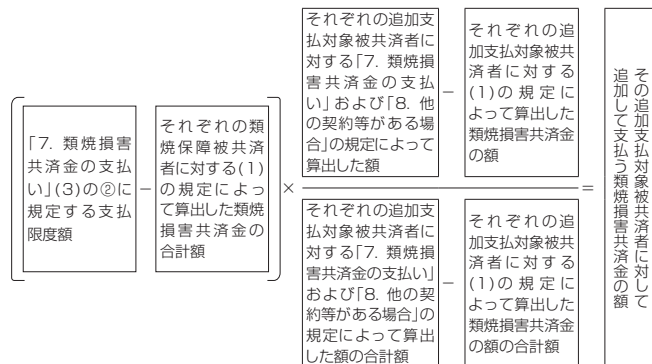 「7. 類焼損害
共済金の支払
い」(3)の②に
規定する支払
限度額
−
それぞれの類
焼保障被共済
者に対する(1)
の規定によっ
て算出した類焼
損害共済金の
合計額
×
それぞれの追加支
払対象被共済者に
対する「7. 類焼損
害共済金の支払
い」および「8. 他
の契約等がある場
合」の規定によって
算出した額
−
それぞれの追
加支払対象被共
済者に対する
(1)の規定に
よって算出した
類焼損害共済金
の額
それぞれの追加支
払対象被共済者に
対する「7. 類焼損
害共済金の支払い」
および「8. 他の契
約等がある場合」の
規定によって算出
した額の合計額
−
それぞれの追
加支払対象被共
済者に対する
(1)の規定に
よって算出した
類焼損害共済金
の額の合計額
=
その追加支払対象被共済者に対して
追加して支払う類焼損害共済金の額